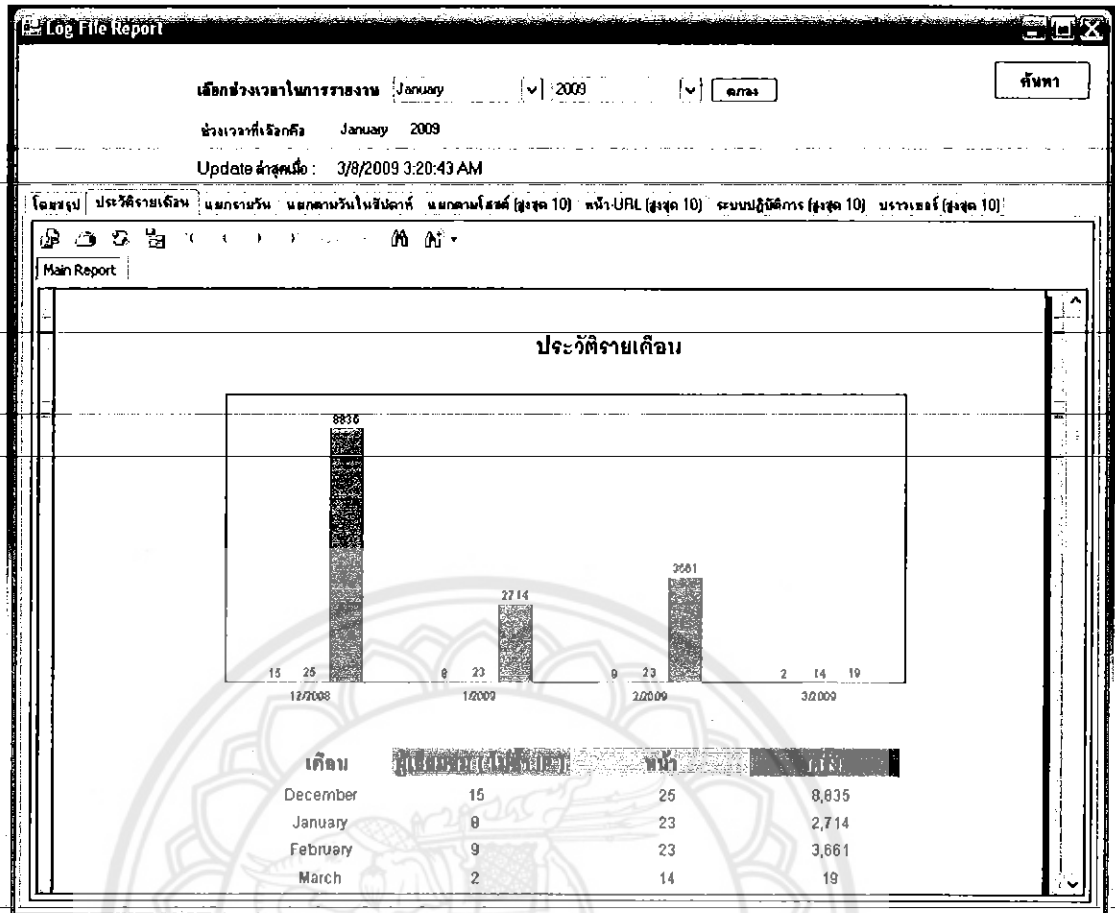 Log File Report
เลือกช่วงเวลาในการรายงาน January 2009 ตกลง ค้นหา
ช่วงเวลาที่เลือกคือ January 2009
Update ล่าสุดเมื่อ : 3/8/2009 3:20:43 AM
โดยสรุป ประวัติรายเดือน แยกรายวัน แยกตามวันในสัปดาห์ แยกตามโฮสต์ (สูงสุด 10) หน้า-URL (สูงสุด 10) ระบบปฏิบัติการ (สูงสุด 10) บราวเซอร์ (สูงสุด 10)
Main Report
ประวัติรายเดือน
8835
2714
3661
15 25 8 23 9 23 2 14 19
12/2008 1/2009 2/2009 3/2009
เดือน หน้า
December 15 25 8,835
January 8 23 2,714
February 9 23 3,661
March 2 14 19